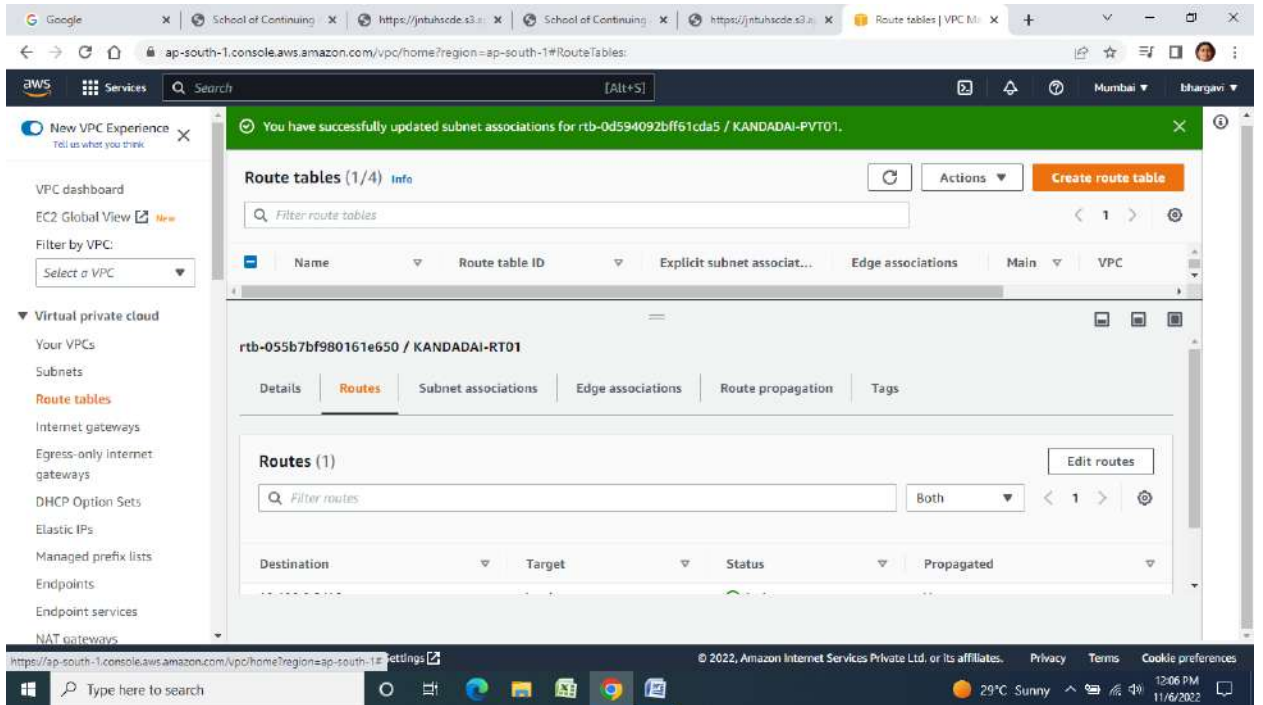 Google
School of Continuing
https://jntuhscde.s3.
School of Continuing
https://jntuhscde.s3.
Route tables | VPC M
ap-south-1.console.aws.amazon.com/vpc/home?region=ap-south-1#RouteTables:
aws
Services
Search
[Alt+S]
Mumbai
bhargavi
New VPC Experience
Tell us what you think
You have successfully updated subnet associations for rtb-0d594092bff61cda5 / KANDADAI-PVT01.
VPC dashboard
EC2 Global View New
Filter by VPC:
Select a VPC
Virtual private cloud
Your VPCs
Subnets
Route tables
Internet gateways
Egress-only internet
gateways
DHCP Option Sets
Elastic IPs
Managed prefix lists
Endpoints
Endpoint services
NAT gateways
Route tables (1/4) Info
Actions
Create route table
Filter route tables
1
Name
Route table ID
Explicit subnet associat...
Edge associations
Main
VPC
rtb-055b7bf980161e650 / KANDADAI-RT01
Details
Routes
Subnet associations
Edge associations
Route propagation
Tags
Routes (1)
Edit routes
Filter routes
Both
1
Destination
Target
Status
Propagated
https://ap-south-1.console.aws.amazon.com/vpc/home?region=ap-south-1#
ettings
© 2022, Amazon Internet Services Private Ltd. or its affiliates.
Privacy
Terms
Cookie preferences
Type here to search
29°C Sunny
12:06 PM
11/6/2022